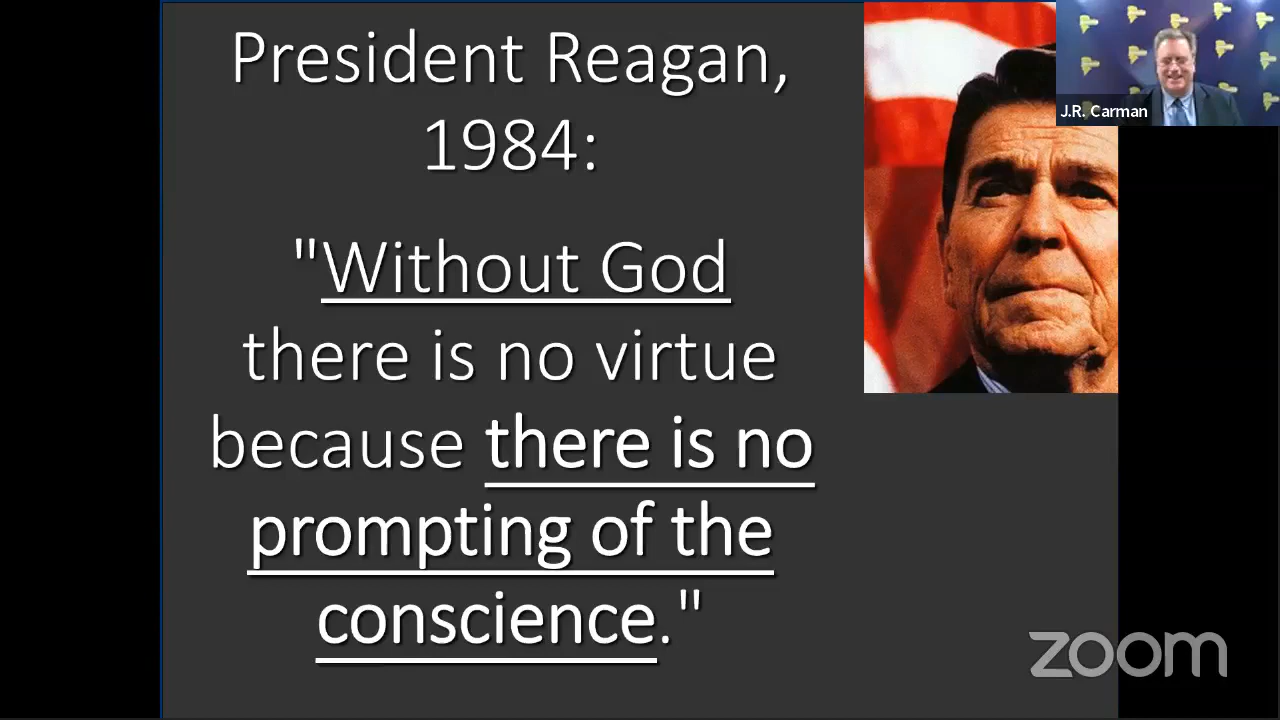 President Reagan,
1984:
"Without God
there is no virtue
because there is no
prompting of the
conscience."
J.R. Carman
zoom